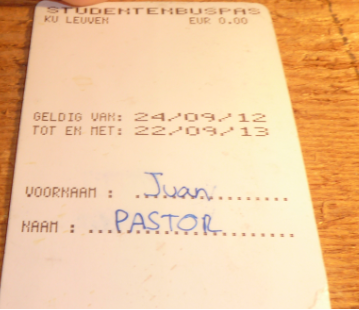 STUDENTENBUSPAS
KU LEUVEN EUR 0.00
GELDIG VAN: 24/09/12
TOT EN MET: 22/09/13
VOORNAAM : Juan
NAAM : PASTOR